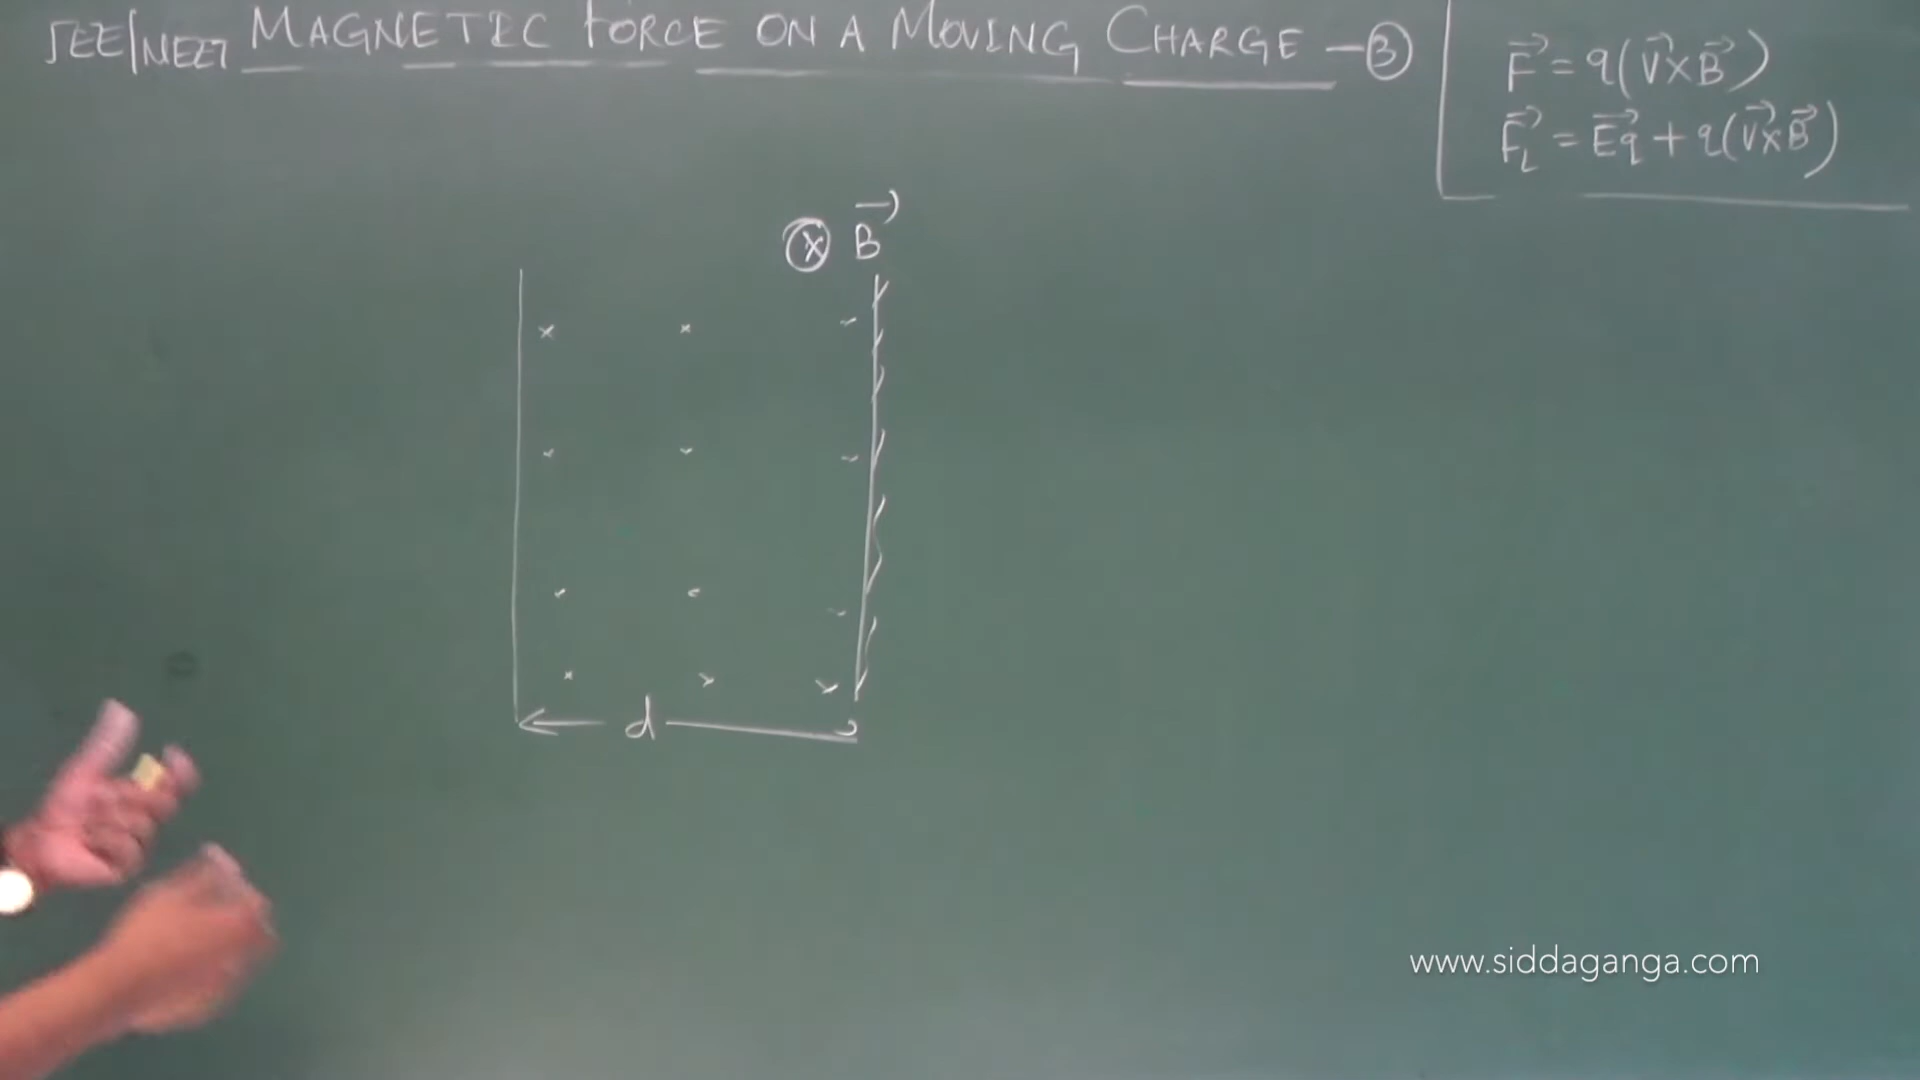 JEE/NEET MAGNETIC FORCE ON A MOVING CHARGE - 3
F⃗ = q(V⃗×B⃗)
F⃗L = E⃗q + q(V⃗×B⃗)
ⓧ B⃗
d
www.siddaganga.com